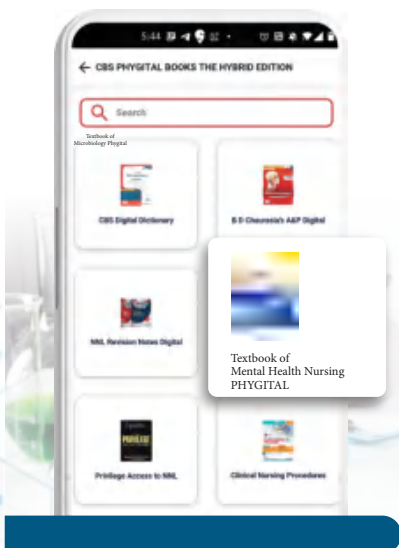 5:44
← CBS PHYGITAL BOOKS THE HYBRID EDITION
Search
Textbook of
Microbiology Phygital
CBS Digital Dictionary
B D Chaurasia's A&P Digital
NNL Revision Notes Digital
Textbook of
Mental Health Nursing
PHYGITAL
PRIVILEGE
Privilege Access to NNL
Clinical Nursing Procedures